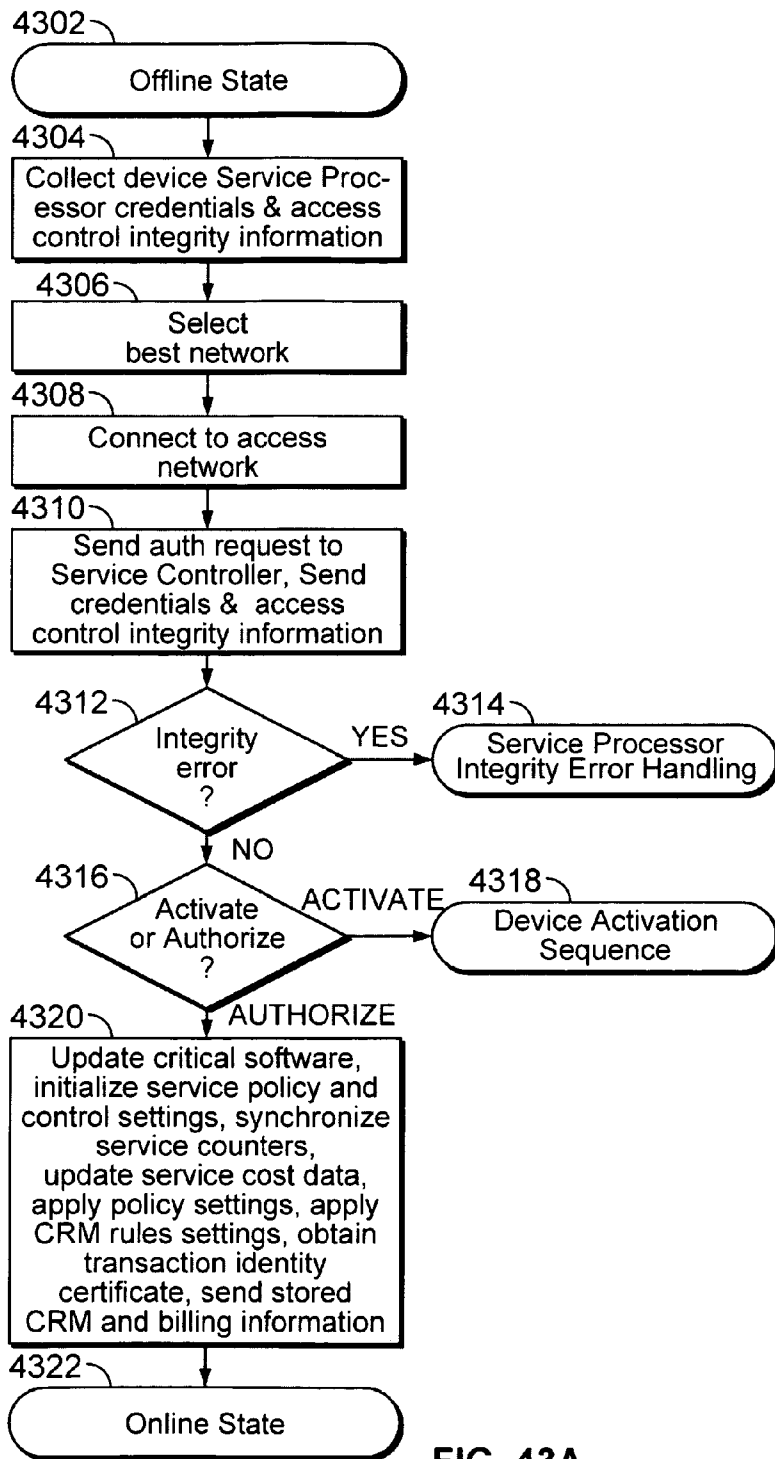 4302
Offline State
4304
Collect device Service Proc-
essor credentials & access
control integrity information
4306
Select
best network
4308
Connect to access
network
4310
Send auth request to
Service Controller, Send
credentials & access
control integrity information
4312
Integrity
error
?
YES
4314
Service Processor
Integrity Error Handling
NO
4316
Activate
or Authorize
?
ACTIVATE
4318
Device Activation
Sequence
AUTHORIZE
4320
Update critical software,
initialize service policy and
control settings, synchronize
service counters,
update service cost data,
apply policy settings, apply
CRM rules settings, obtain
transaction identity
certificate, send stored
CRM and billing information
4322
Online State
FIG. 43A